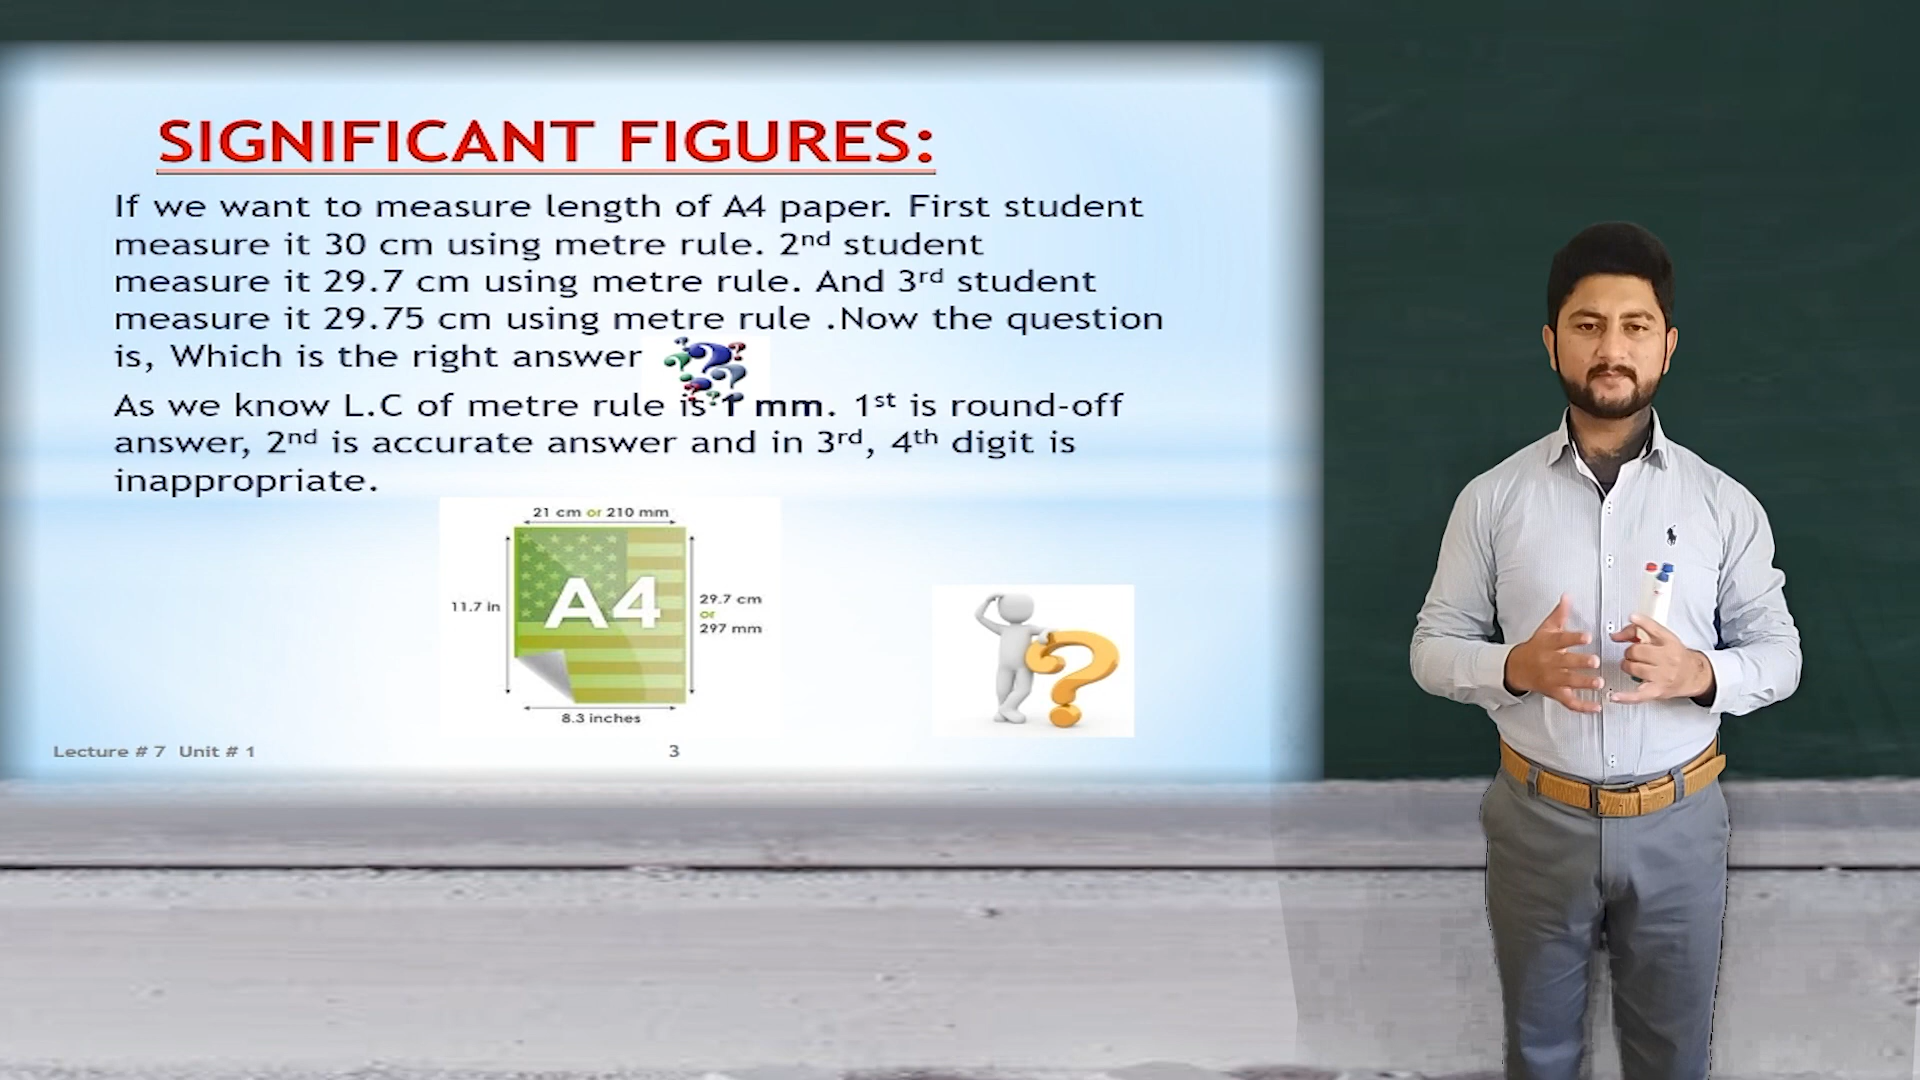 SIGNIFICANT FIGURES:
If we want to measure length of A4 paper. First student
measure it 30 cm using metre rule. 2nd student
measure it 29.7 cm using metre rule. And 3rd student
measure it 29.75 cm using metre rule .Now the question
is, Which is the right answer
As we know L.C of metre rule is 1 mm. 1st is round-off
answer, 2nd is accurate answer and in 3rd, 4th digit is
inappropriate.
21 cm or 210 mm
A4
11.7 in
29.7 cm
or
297 mm
8.3 inches
Lecture # 7 Unit # 1
3